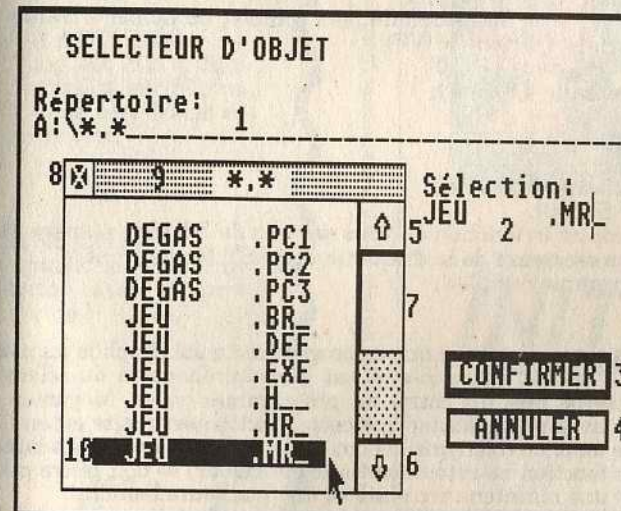 SELECTEUR D'OBJET
Répertoire:
A:\*.*_ 1
8 9 *.*
Sélection:
JEU 2 .MR_
5
DEGAS .PC1
DEGAS .PC2
DEGAS .PC3
7
JEU .BR_
JEU .DEF
JEU .EXE
CONFIRMER 3
JEU .H__
JEU .HR_
ANNULER 4
10 JEU .MR_
6